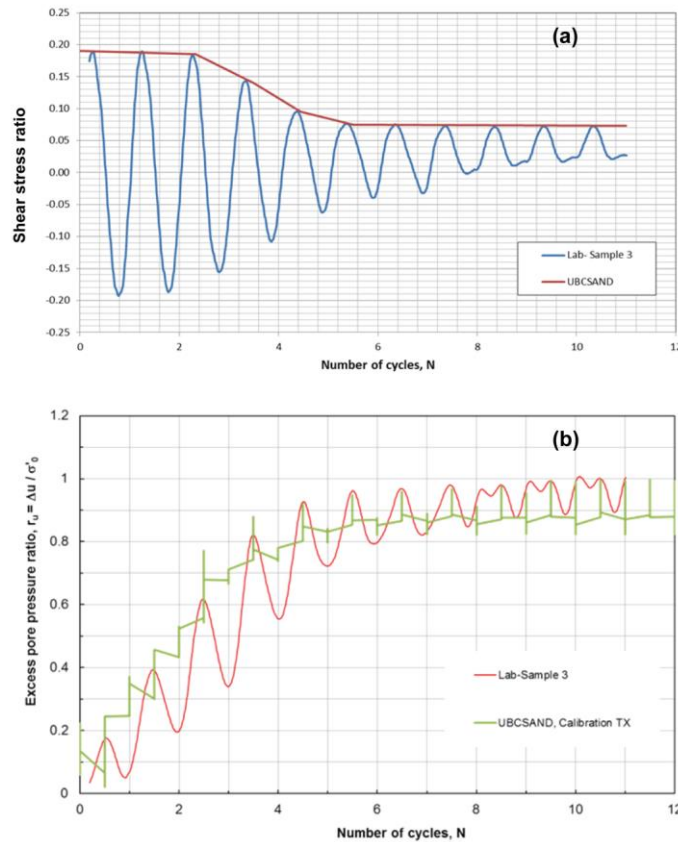 (a)
Shear stress ratio
0.25
0.20
0.15
0.10
0.05
0.00
-0.05
-0.10
-0.15
-0.20
-0.25
Lab- Sample 3
UBCSAND
0 2 4 6 8 10 12
Number of cycles, N
(b)
Excess pore pressure ratio, rᵤ = Δu / σ'₀
1.2
1
0.8
0.6
0.4
0.2
0
Lab-Sample 3
UBCSAND, Calibration TX
0 2 4 6 8 10 12
Number of cycles, N